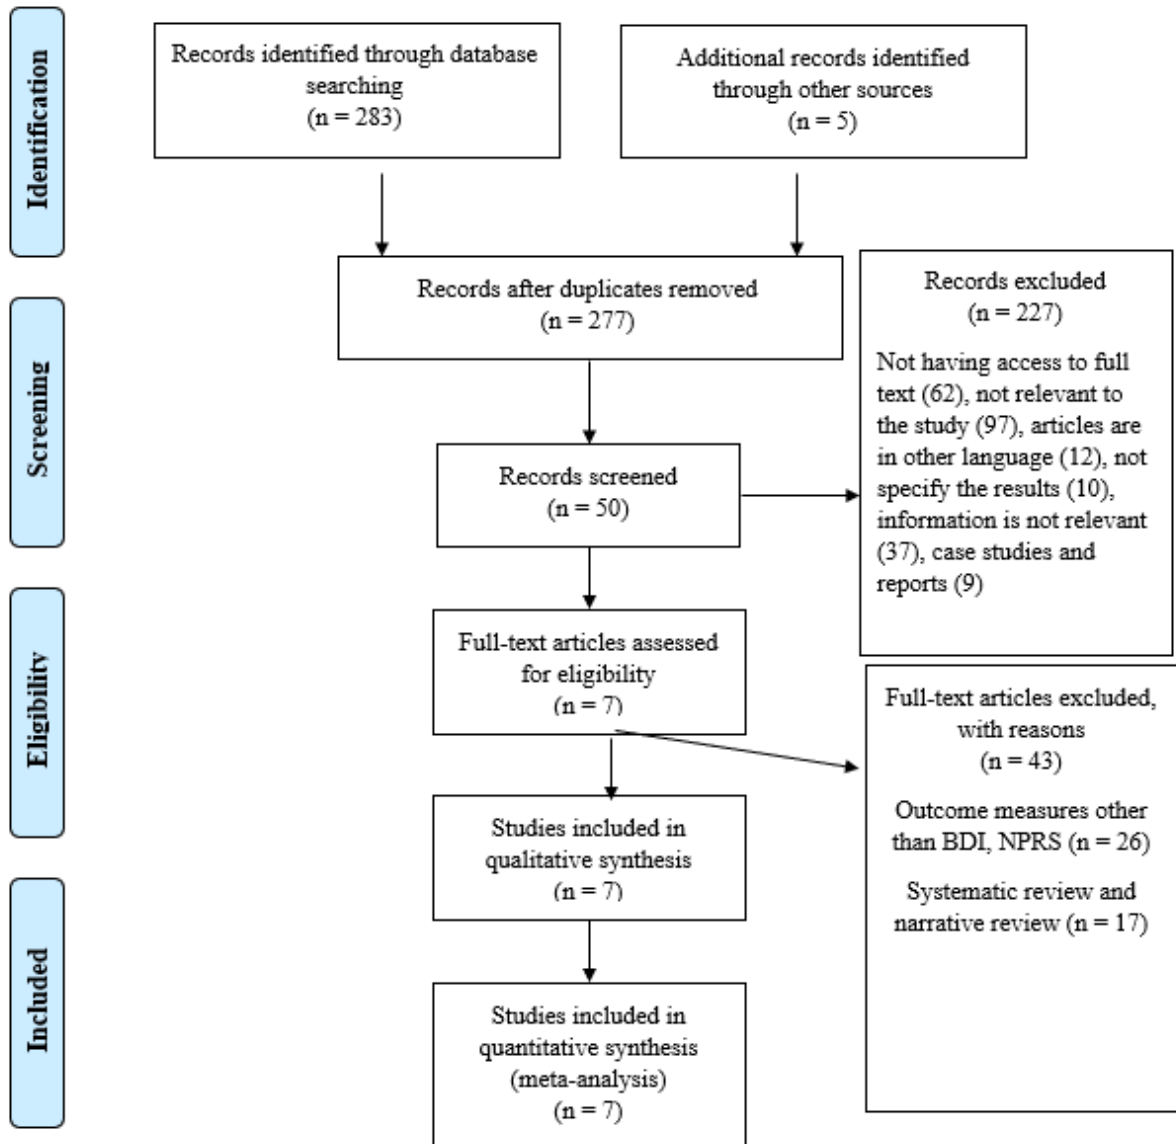 Identification
Records identified through database
searching
(n = 283)
Additional records identified
through other sources
(n = 5)
Records after duplicates removed
(n = 277)
Records excluded
(n = 227)
Not having access to full
text (62), not relevant to
the study (97), articles are
in other language (12), not
specify the results (10),
information is not relevant
(37), case studies and
reports (9)
Screening
Records screened
(n = 50)
Eligibility
Full-text articles assessed
for eligibility
(n = 7)
Full-text articles excluded,
with reasons
(n = 43)
Outcome measures other
than BDI, NPRS (n = 26)
Systematic review and
narrative review (n = 17)
Studies included in
qualitative synthesis
(n = 7)
Included
Studies included in
quantitative synthesis
(meta-analysis)
(n = 7)